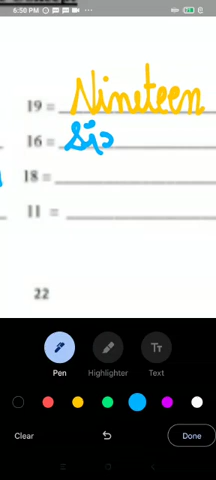 6:50 PM
19 = Nineteen
16 = Six
18 =
11 =
22
Pen
Highlighter
Text
Clear
Done